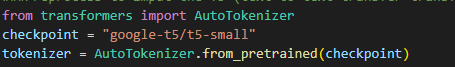 from transformers import AutoTokenizer
checkpoint = "google-t5/t5-small"
tokenizer = AutoTokenizer.from_pretrained(checkpoint)